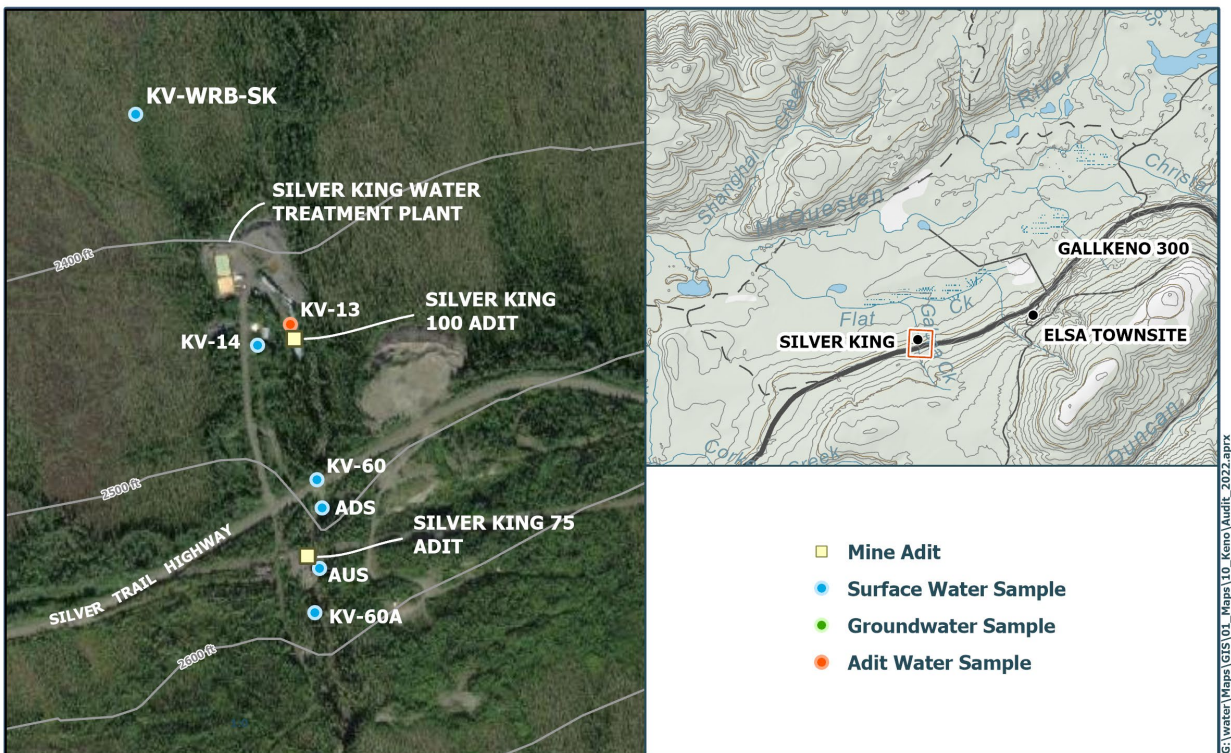 KV-WRB-SK
SILVER KING WATER
TREATMENT PLANT
2400 ft
SILVER KING
100 ADIT
KV-13
KV-14
KV-60
2500 ft
ADS
SILVER KING 75
ADIT
SILVER TRAIL HIGHWAY
AUS
KV-60A
2600 ft
Shanghai Creek
McQuesten River
Christal
GALLKENO 300
Flat Ck
Galena Ck
SILVER KING
ELSA TOWNSITE
Duncan
Creek
Mine Adit
Surface Water Sample
Groundwater Sample
Adit Water Sample
G:\water\Maps\GIS\01_Maps\10_Keno\Audit_2022.aprx